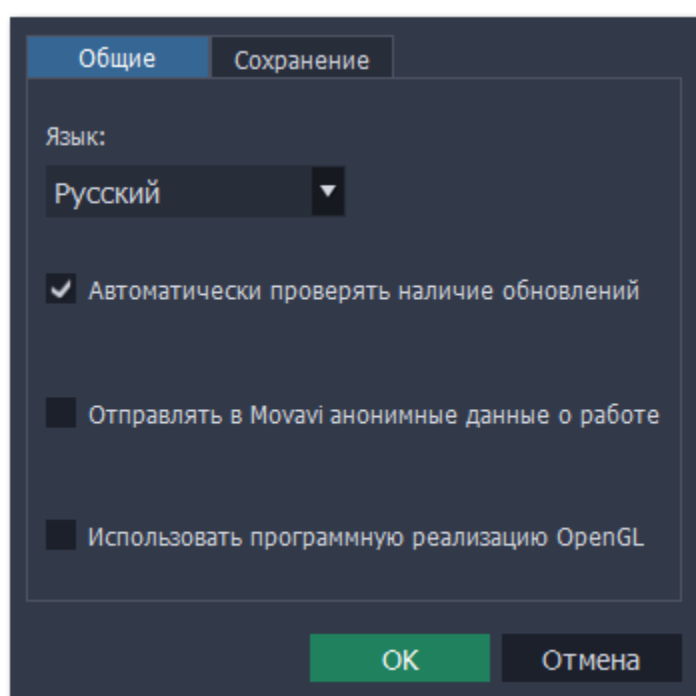 Общие Сохранение
Язык:
Русский
Автоматически проверять наличие обновлений
Отправлять в Movavi анонимные данные о работе
Использовать программную реализацию OpenGL
OK Отмена